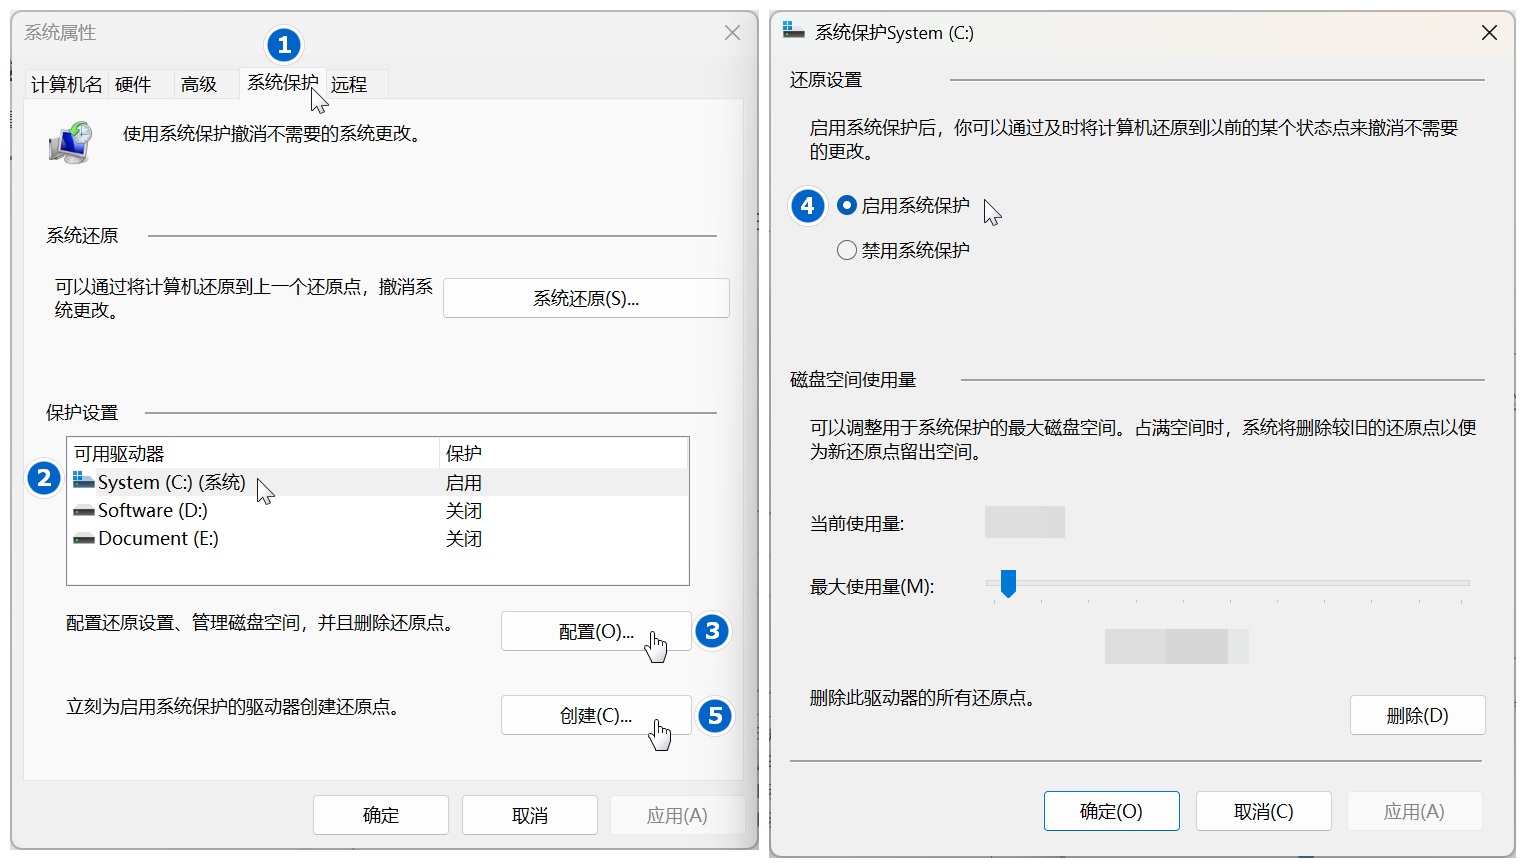 系统属性
1
计算机名
硬件
高级
系统保护
远程
使用系统保护撤消不需要的系统更改。
系统还原
可以通过将计算机还原到上一个还原点，撤消系
统更改。
系统还原(S)...
保护设置
可用驱动器
保护
2
System (C:) (系统)
启用
Software (D:)
关闭
Document (E:)
关闭
配置还原设置、管理磁盘空间，并且删除还原点。
配置(O)...
3
立刻为启用系统保护的驱动器创建还原点。
创建(C)...
5
确定
取消
应用(A)
系统保护System (C:)
还原设置
启用系统保护后，你可以通过及时将计算机还原到以前的某个状态点来撤消不需要
的更改。
4
启用系统保护
禁用系统保护
磁盘空间使用量
可以调整用于系统保护的最大磁盘空间。占满空间时，系统将删除较旧的还原点以便
为新还原点留出空间。
当前使用量:
最大使用量(M):
删除此驱动器的所有还原点。
删除(D)
确定(O)
取消(C)
应用(A)